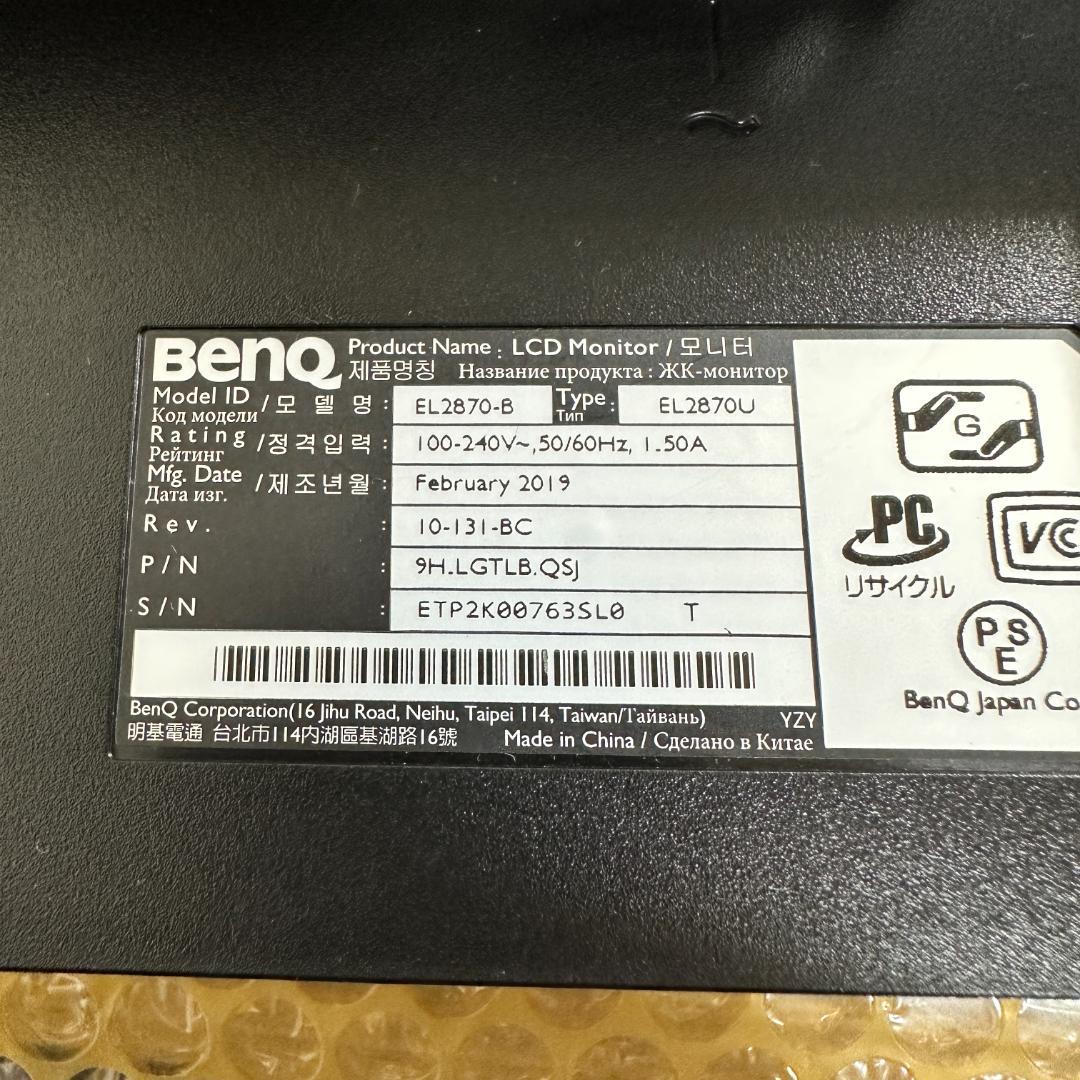 BenQ
Product Name : LCD Monitor / 모니터
제품명칭 Название продукта : ЖК-монитор
Model ID / 모 델 명 : EL2870-B Type : EL2870U
Код модели Тип
Rating / 정격입력 : 100-240V~,50/60Hz, 1.50A
Рейтинг
Mfg. Date / 제조년월 : February 2019
Дата изг.
Rev. : 10-131-BC
P/N : 9H.LGTLB.QSJ
S/N : ETP2K00763SL0 T
BenQ Corporation(16 Jihu Road, Neihu, Taipei 114, Taiwan/Тайвань) YZY
明基電通 台北市114内湖區基湖路16號 Made in China / Сделано в Китае
G
PC
リサイクル
VC
PS
E
BenQ Japan Co